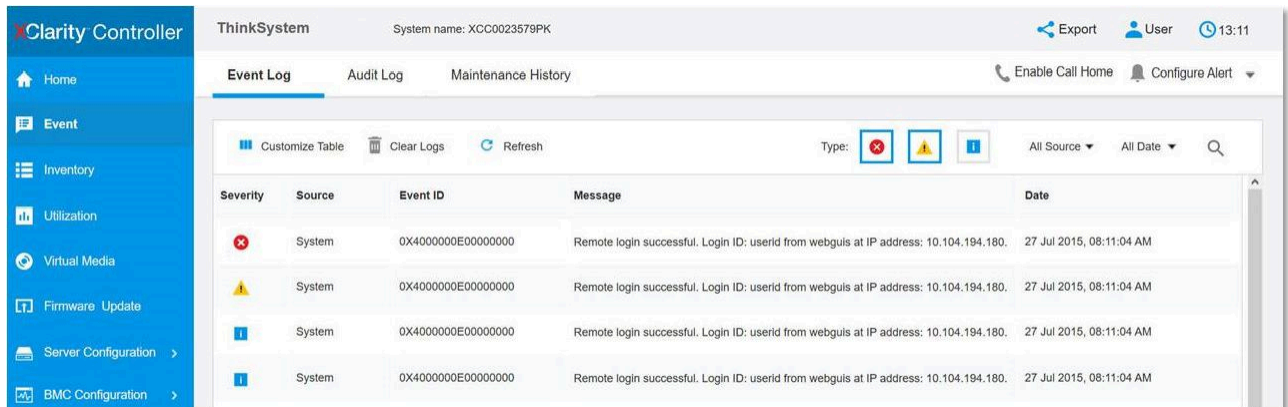 XClarity Controller
ThinkSystem System name: XCC0023579PK Export User 13:11
Home
Event Log Audit Log Maintenance History Enable Call Home Configure Alert
Event
Customize Table Clear Logs Refresh Type: All Source All Date
Inventory
Severity Source Event ID Message Date
Utilization
System 0X4000000E00000000 Remote login successful. Login ID: userid from webguis at IP address: 10.104.194.180. 27 Jul 2015, 08:11:04 AM
Virtual Media
System 0X4000000E00000000 Remote login successful. Login ID: userid from webguis at IP address: 10.104.194.180. 27 Jul 2015, 08:11:04 AM
Firmware Update
System 0X4000000E00000000 Remote login successful. Login ID: userid from webguis at IP address: 10.104.194.180. 27 Jul 2015, 08:11:04 AM
Server Configuration
System 0X4000000E00000000 Remote login successful. Login ID: userid from webguis at IP address: 10.104.194.180. 27 Jul 2015, 08:11:04 AM
BMC Configuration